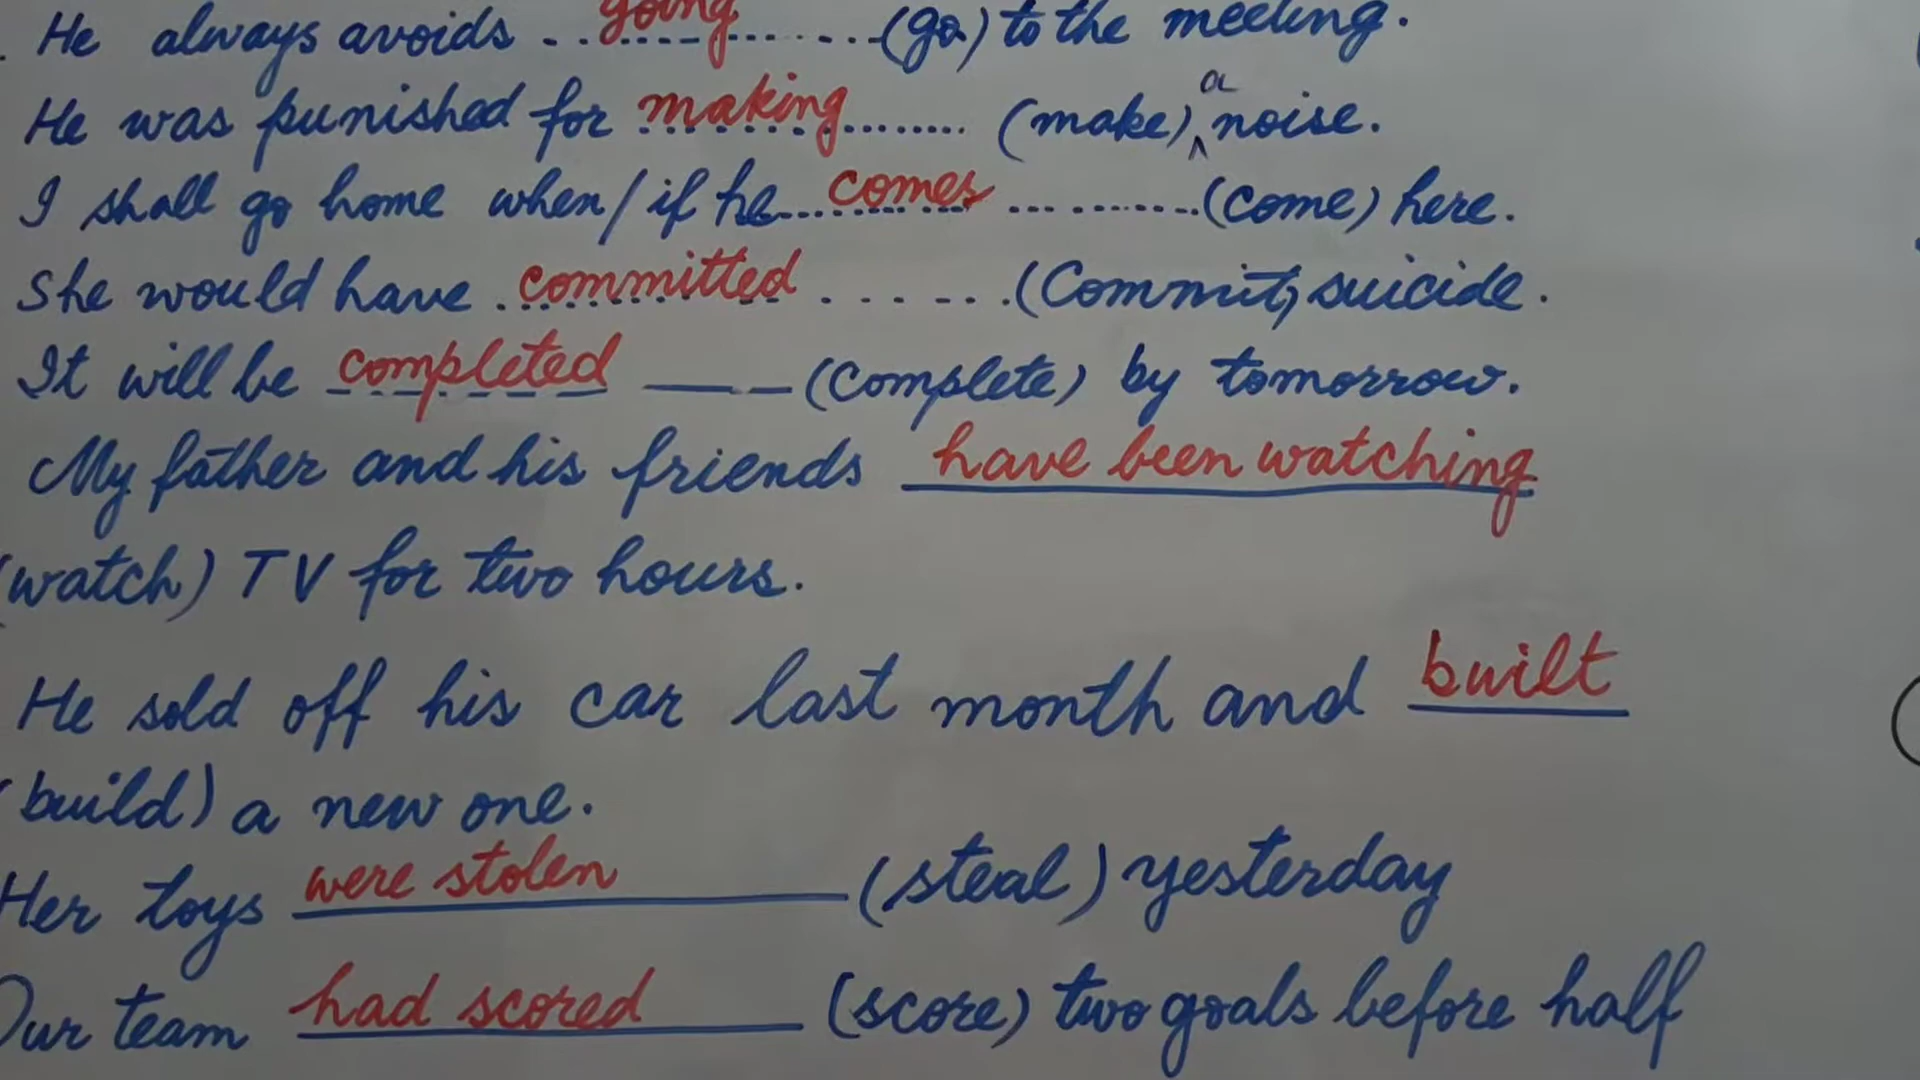 . He always avoids ....going....(go) to the meeting.
He was punished for ....making.... (make) a noise.
I shall go home when/if he....comes....(come) here.
She would have ....committed....(Commit) suicide.
It will be ....completed....(Complete) by tomorrow.
My father and his friends have been watching
(watch) TV for two hours.
He sold off his car last month and built
(build) a new one.
Her toys were stolen (steal) yesterday
Our team had scored (score) two goals before half